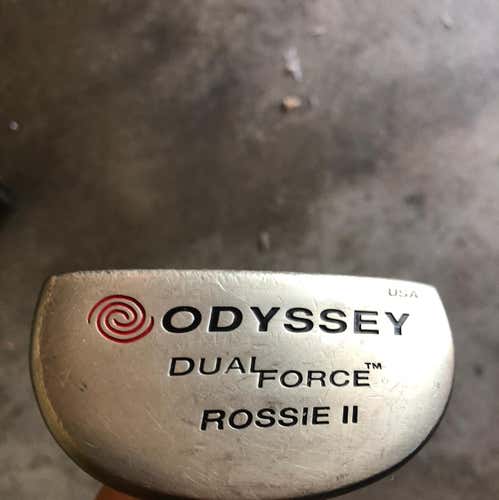 USA
ODYSSEY
DUAL FORCE™
ROSSIE II